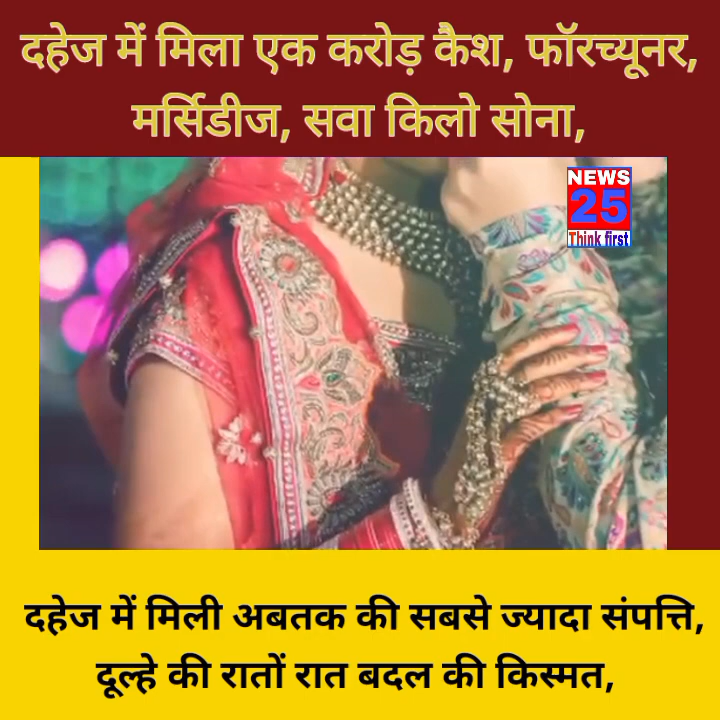 दहेज में मिला एक करोड़ कैश, फॉरच्यूनर,
मर्सिडीज, सवा किलो सोना,
NEWS
25
Think first
दहेज में मिली अबतक की सबसे ज्यादा संपत्ति,
दूल्हे की रातों रात बदल की किस्मत,